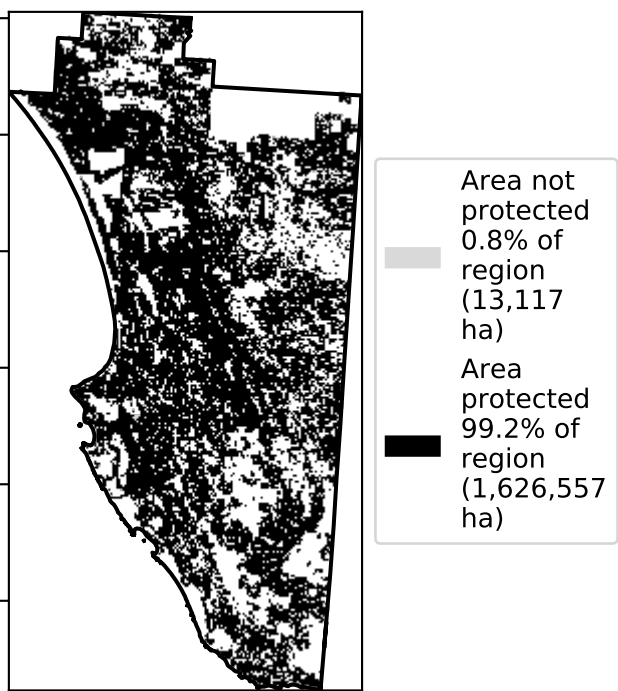 Area not
protected
0.8% of
region
(13,117
ha)
Area
protected
99.2% of
region
(1,626,557
ha)